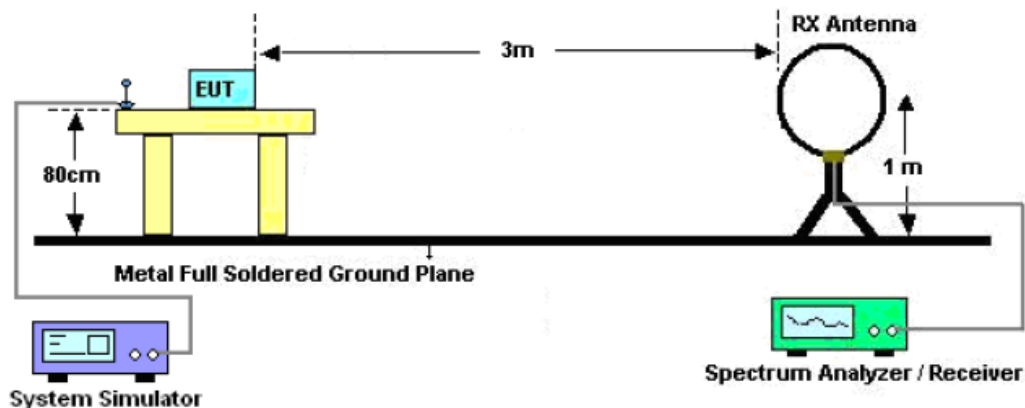 RX Antenna
3m
EUT
80cm
1 m
Metal Full Soldered Ground Plane
System Simulator
Spectrum Analyzer / Receiver